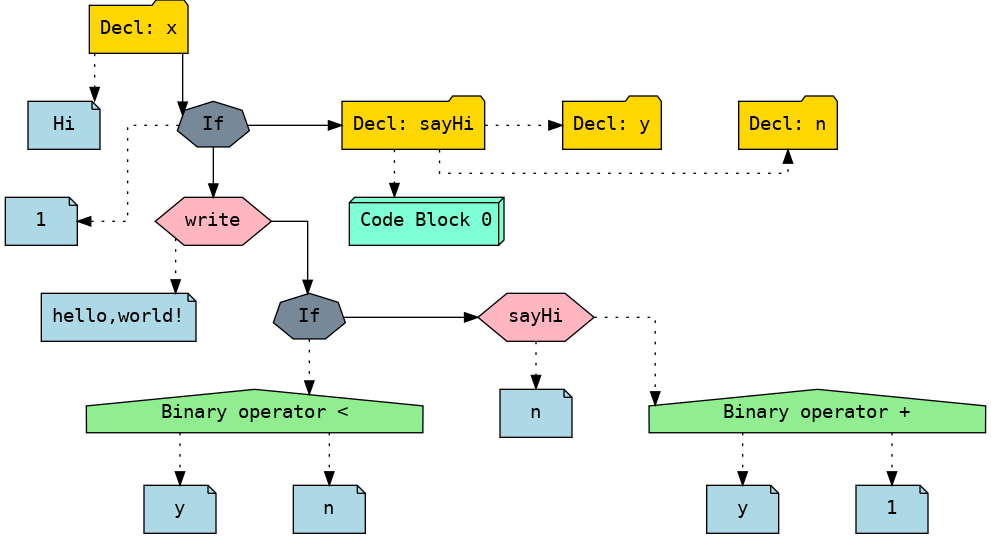 Decl: x
Hi
If
Decl: sayHi
Decl: y
Decl: n
1
write
Code Block 0
hello,world!
If
sayHi
Binary operator <
n
Binary operator +
y
n
y
1